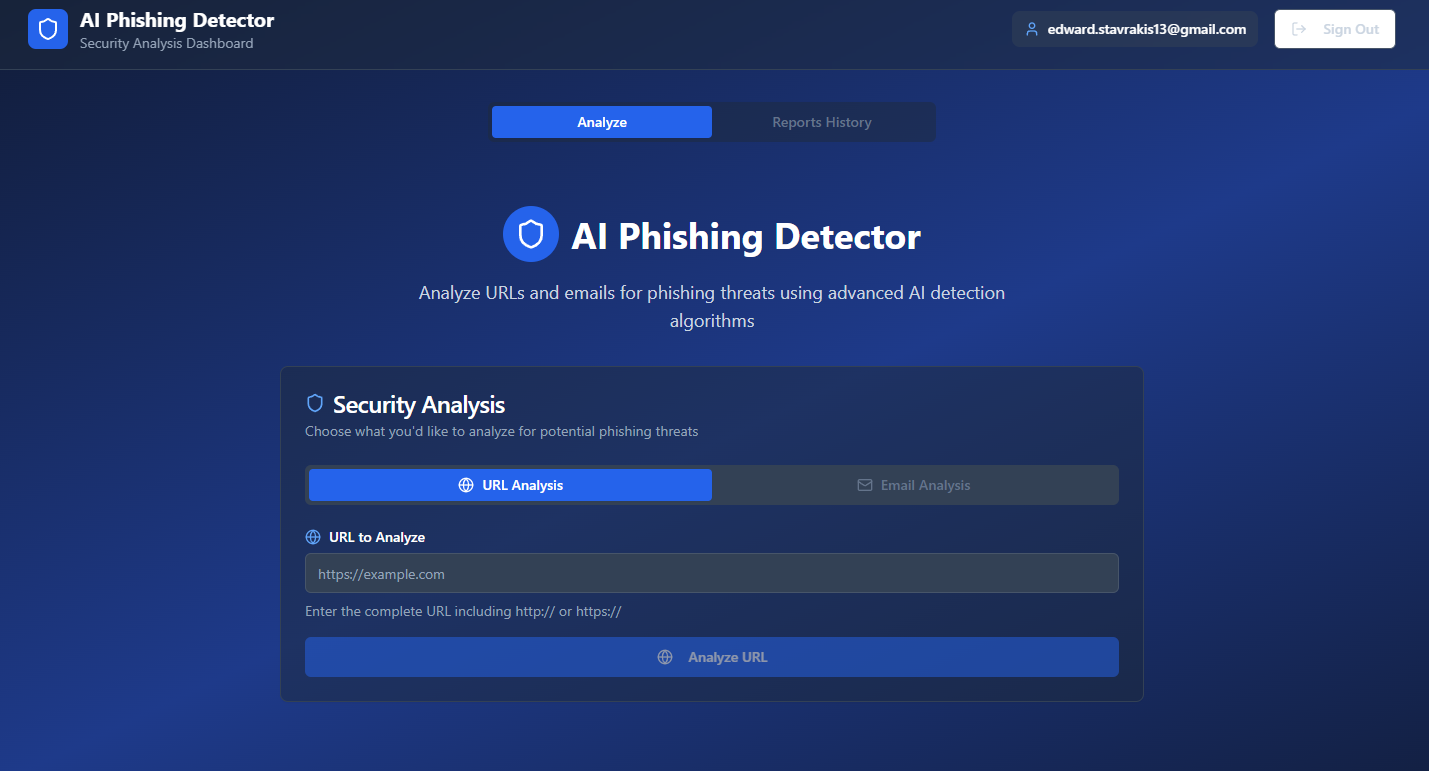 AI Phishing Detector
Security Analysis Dashboard
edward.stavrakis13@gmail.com
Sign Out
Analyze
Reports History
AI Phishing Detector
Analyze URLs and emails for phishing threats using advanced AI detection
algorithms
Security Analysis
Choose what you'd like to analyze for potential phishing threats
URL Analysis
Email Analysis
URL to Analyze
https://example.com
Enter the complete URL including http:// or https://
Analyze URL